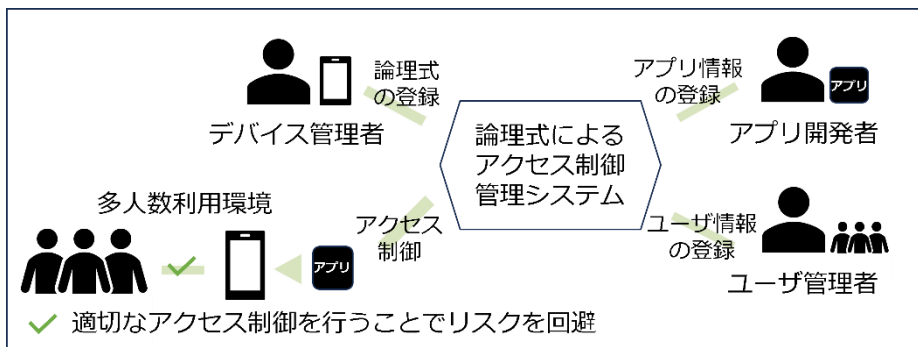 論理式
の登録
デバイス管理者
アプリ情報
の登録
アプリ
アプリ開発者
論理式による
アクセス制御
管理システム
多人数利用環境
アクセス
制御
アプリ
ユーザ情報
の登録
ユーザ管理者
適切なアクセス制御を行うことでリスクを回避